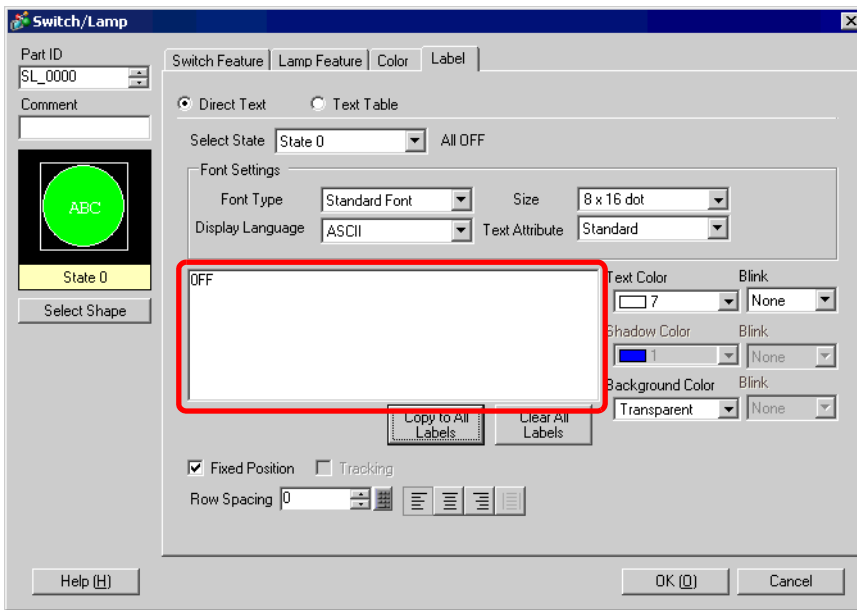 Switch/Lamp
Part ID
SL_0000
Comment
ABC
State 0
Select Shape
Switch Feature Lamp Feature Color Label
Direct Text Text Table
Select State State 0 All OFF
Font Settings
Font Type Standard Font Size 8 x 16 dot
Display Language ASCII Text Attribute Standard
OFF
Text Color Blink
7 None
Shadow Color Blink
1 None
Background Color Blink
Transparent None
Copy to All Labels
Clear All Labels
Fixed Position Tracking
Row Spacing 0
Help (H) OK (O) Cancel